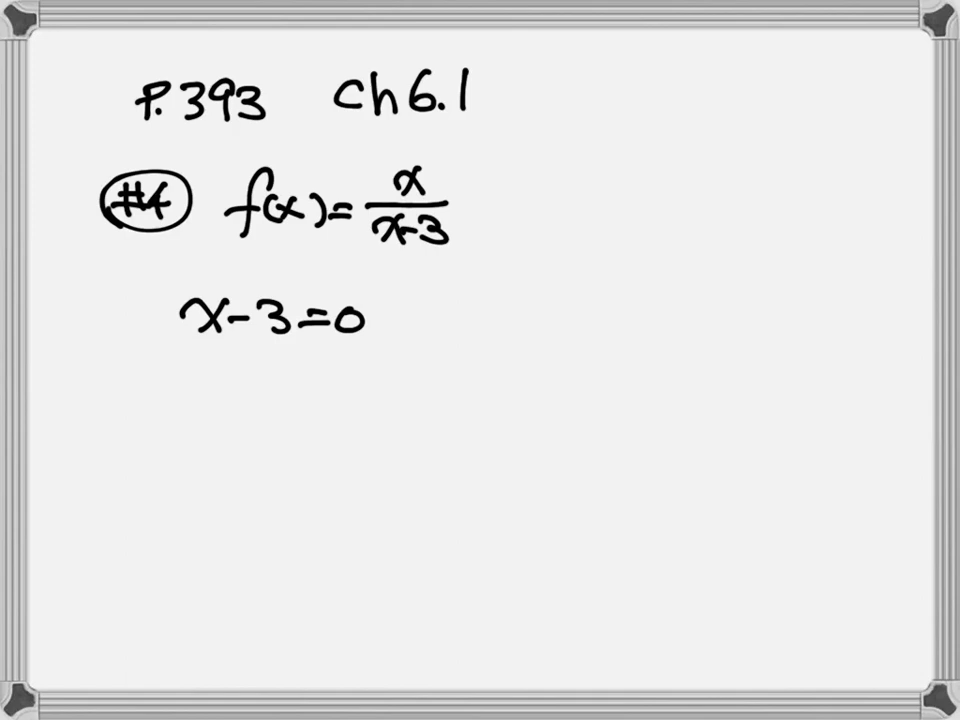 P.393 Ch 6.1
#4 f(x)=x/(x-3)
x-3=0